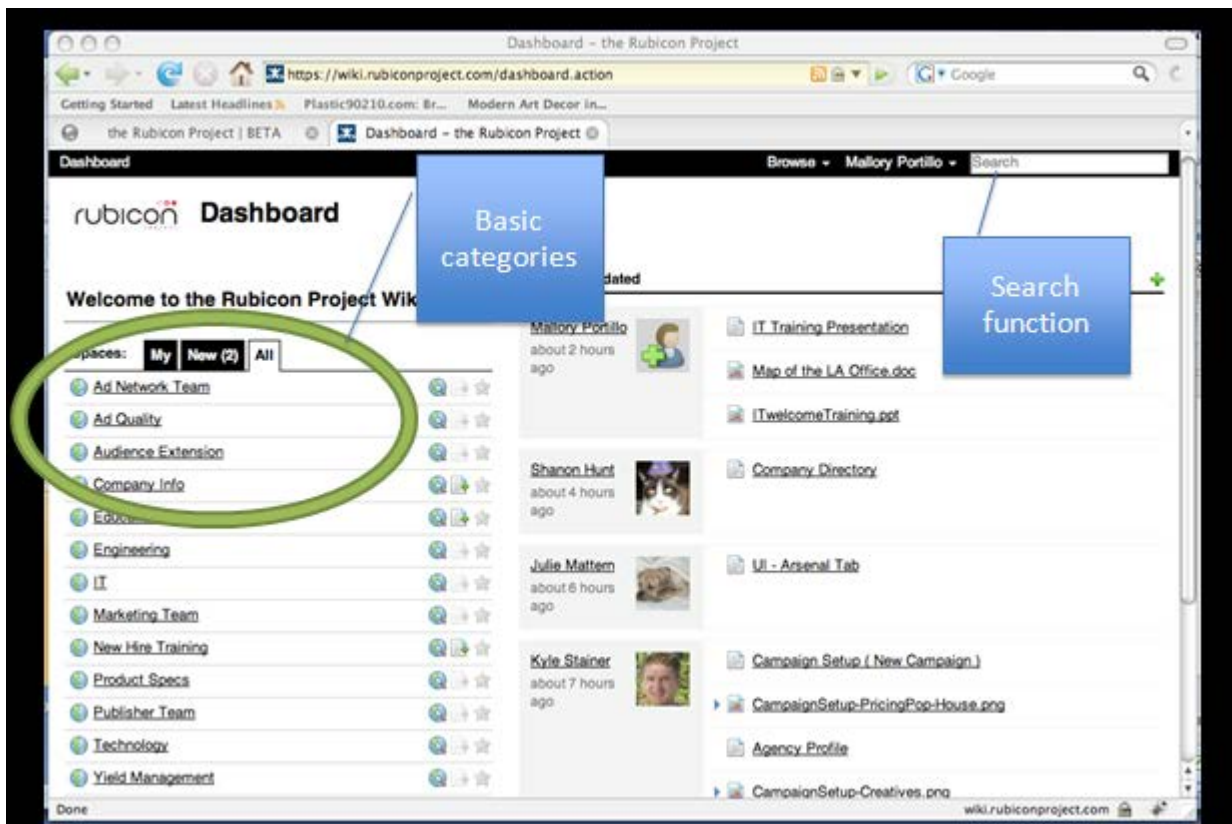 Dashboard – the Rubicon Project
https://wiki.rubiconproject.com/dashboard.action
Google
Getting Started Latest Headlines Plastic90210.com: Br... Modern Art Decor in...
the Rubicon Project | BETA Dashboard – the Rubicon Project
Dashboard Browse Mallory Portillo Search
rubicon Dashboard
Basic
categories
Search
function
dated
Welcome to the Rubicon Project Wik
Spaces: My New (2) All
Ad Network Team
Ad Quality
Audience Extension
Company Info
Engineering
IT
Marketing Team
New Hire Training
Product Specs
Publisher Team
Technology
Yield Management
Mallory Portillo
about 2 hours
ago
IT Training Presentation
Map of the LA Office.doc
ITwelcomeTraining.ppt
Shanon Hunt
about 4 hours
ago
Company Directory
Julie Mattern
about 6 hours
ago
UI - Arsenal Tab
Kyle Stainer
about 7 hours
ago
Campaign Setup ( New Campaign )
CampaignSetup-PricingPop-House.png
Agency Profile
CampaignSetup-Creatives.png
Done wiki.rubiconproject.com